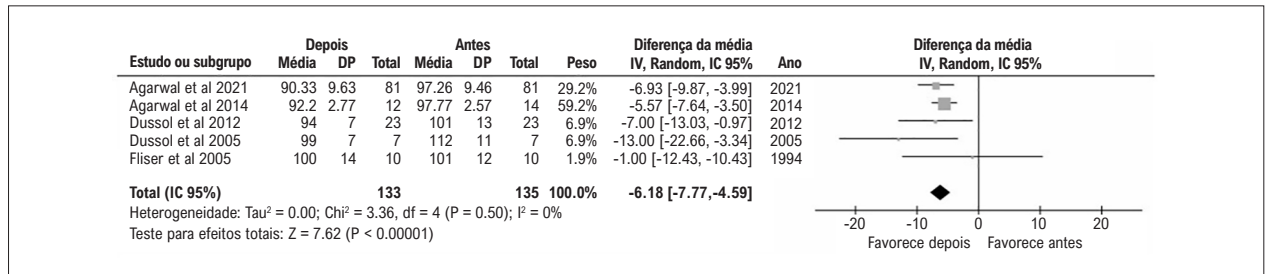 Depois Antes Diferença da média Diferença da média
Estudo ou subgrupo Média DP Total Média DP Total Peso IV, Random, IC 95% Ano IV, Random, IC 95%
Agarwal et al 2021 90.33 9.63 81 97.26 9.46 81 29.2% -6.93 [-9.87, -3.99] 2021
Agarwal et al 2014 92.2 2.77 12 97.77 2.57 14 59.2% -5.57 [-7.64, -3.50] 2014
Dussol et al 2012 94 7 23 101 13 23 6.9% -7.00 [-13.03, -0.97] 2012
Dussol et al 2005 99 7 7 112 11 7 6.9% -13.00 [-22.66, -3.34] 2005
Fliser et al 2005 100 14 10 101 12 10 1.9% -1.00 [-12.43, -10.43] 1994
Total (IC 95%) 133 135 100.0% -6.18 [-7.77,-4.59]
Heterogeneidade: Tau² = 0.00; Chi² = 3.36, df = 4 (P = 0.50); I² = 0%
Teste para efeitos totais: Z = 7.62 (P < 0.00001)
-20 -10 0 10 20
Favorece depois Favorece antes